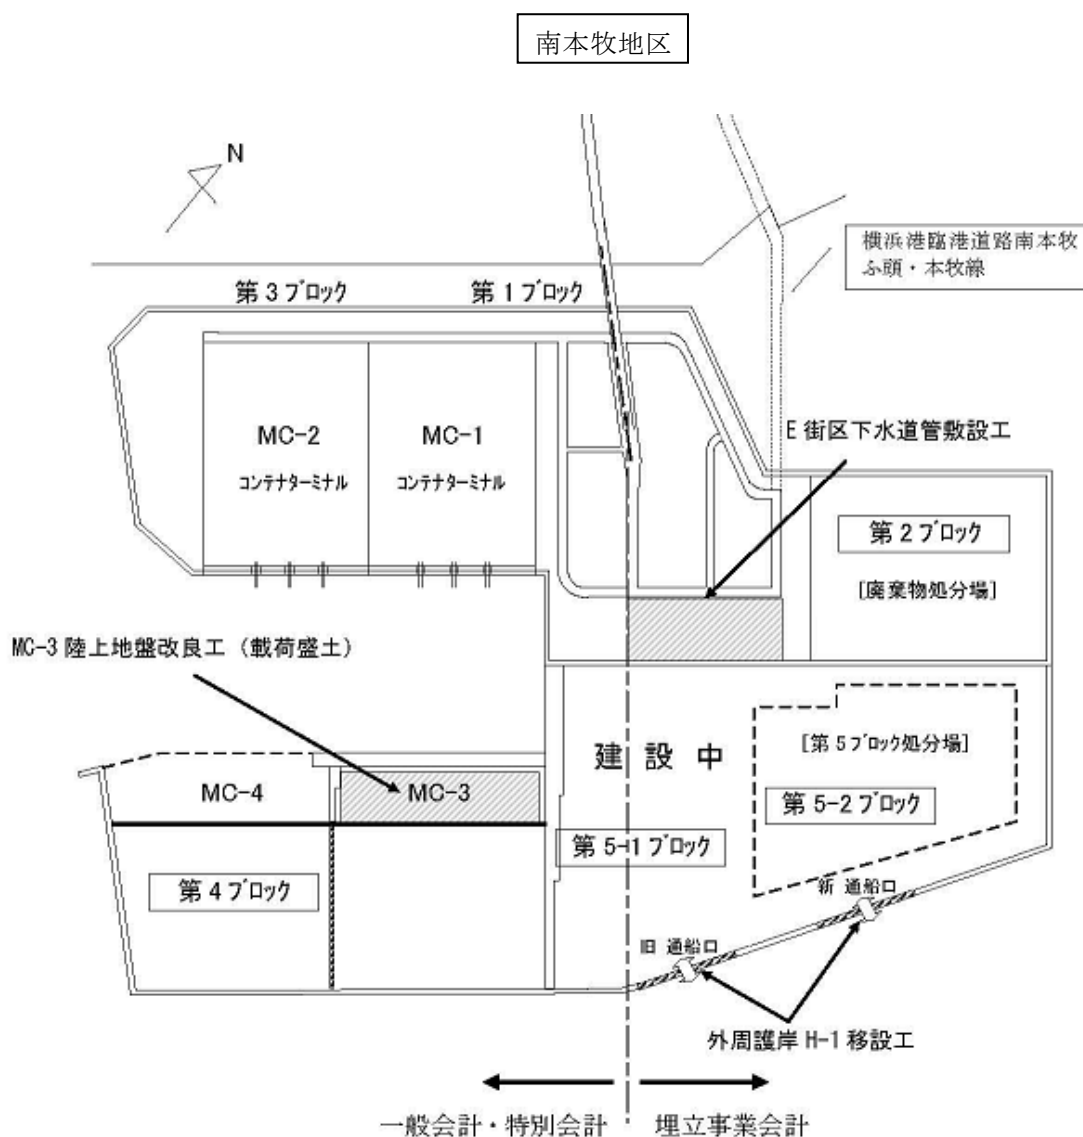 南本牧地区
N
横浜港臨港道路南本牧
ふ頭・本牧線
第3ブロック
第1ブロック
MC-2
コンテナターミナル
MC-1
コンテナターミナル
E街区下水道管敷設工
第2ブロック
[廃棄物処分場]
MC-3陸上地盤改良工（載荷盛土）
建設中
[第5ブロック処分場]
第5-2ブロック
MC-4
MC-3
第5-1ブロック
第4ブロック
新 通船口
旧 通船口
外周護岸H-1移設工
一般会計・特別会計
埋立事業会計